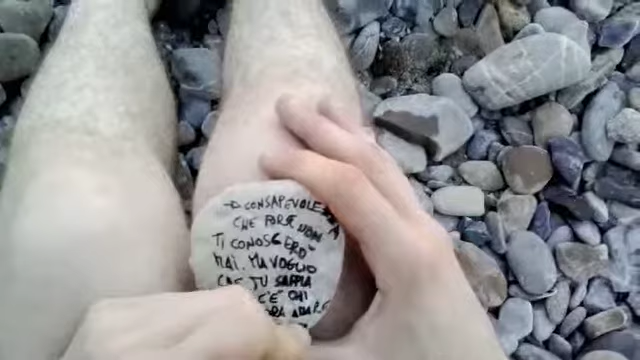 CONSAPEVOLE
CHE FORSE NON
TI CONOSCERÒ
MAI. MA VOGLIO
CHE TU SAPPIA
C'È CHI